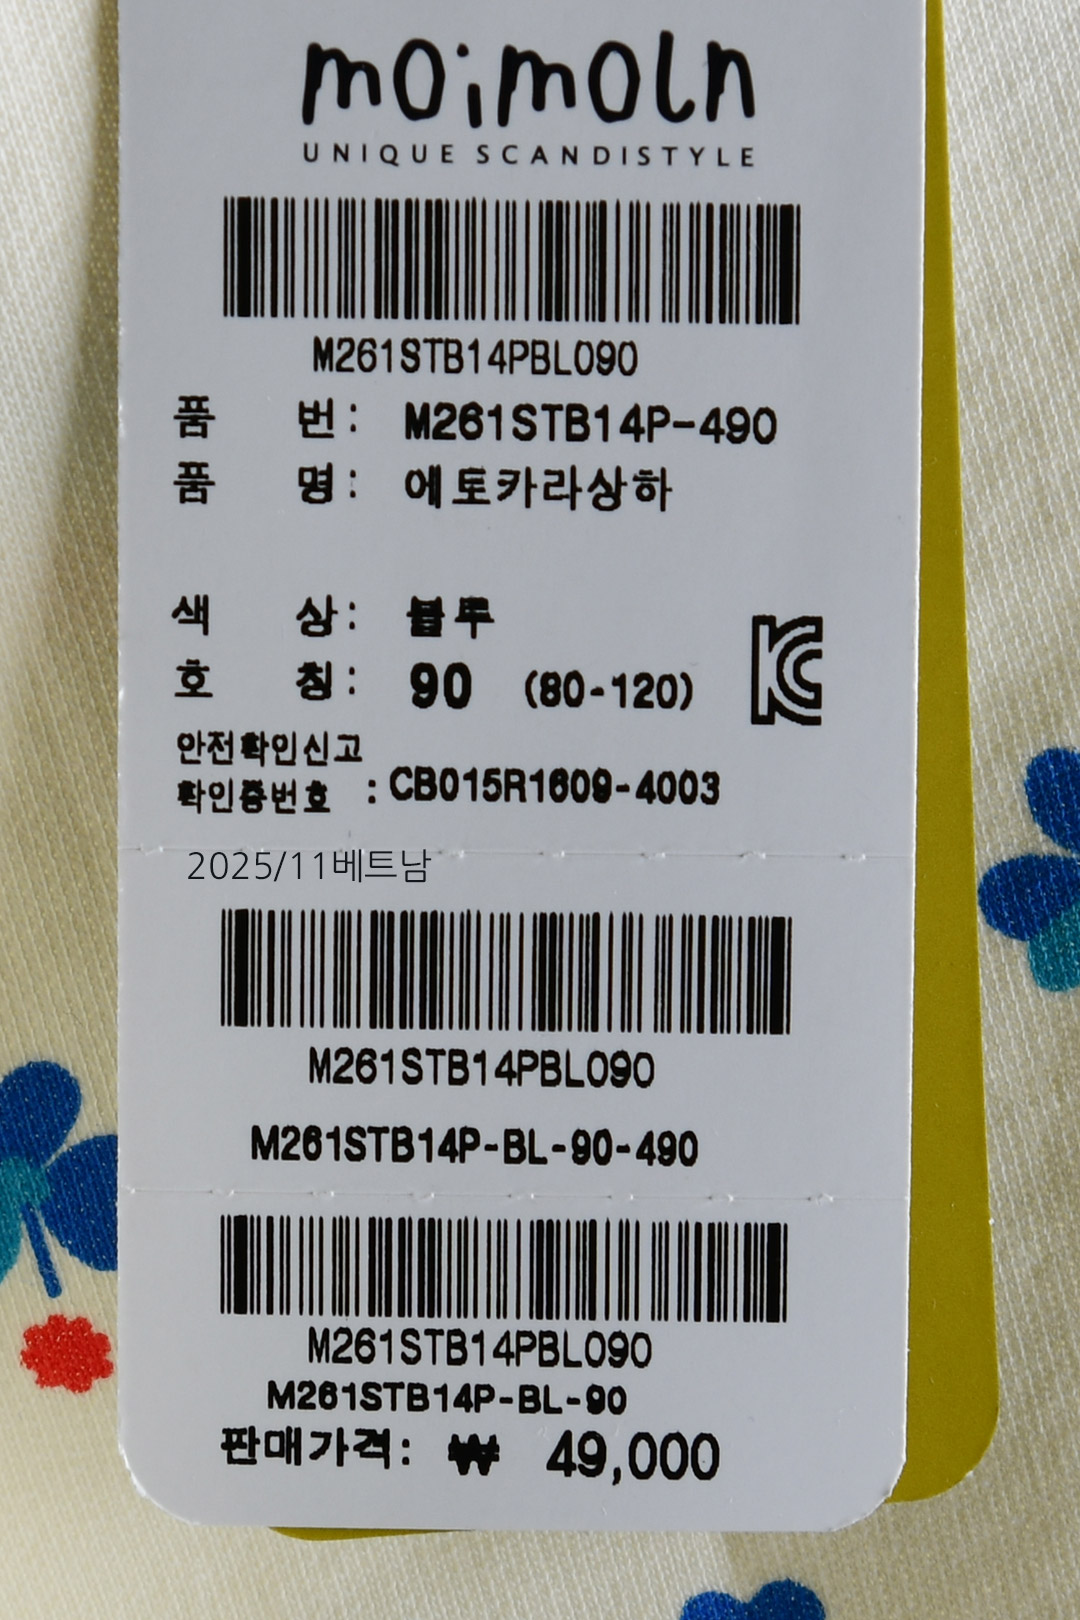 moimoln
UNIQUE SCANDISTYLE
M261STB14PBL090
품 번 : M261STB14P-490
품 명 : 에토카라상하
색 상 : 블루
호 칭 : 90 (80-120)
안전확인신고
확인증번호 : CB015R1609-4003
2025/11베트남
M261STB14PBL090
M261STB14P-BL-90-490
M261STB14PBL090
M261STB14P-BL-90
판매가격: ₩ 49,000